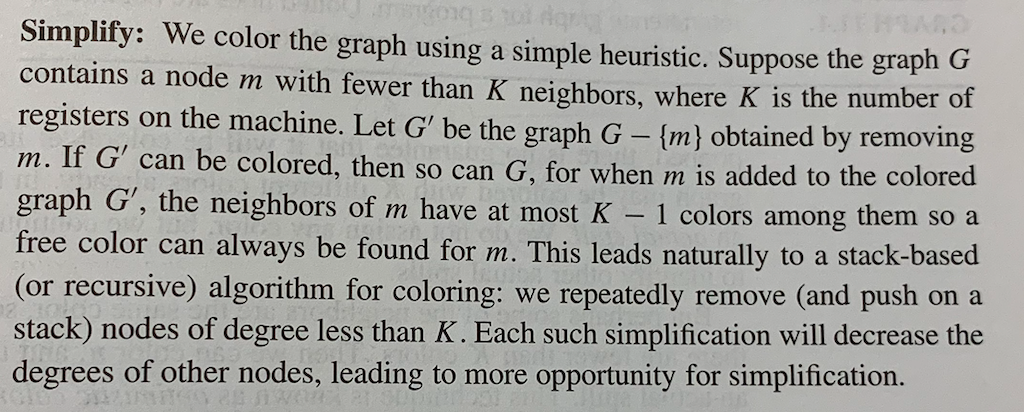 Simplify: We color the graph using a simple heuristic. Suppose the graph G
contains a node m with fewer than K neighbors, where K is the number of
registers on the machine. Let G′ be the graph G − {m} obtained by removing
m. If G′ can be colored, then so can G, for when m is added to the colored
graph G′, the neighbors of m have at most K − 1 colors among them so a
free color can always be found for m. This leads naturally to a stack-based
(or recursive) algorithm for coloring: we repeatedly remove (and push on a
stack) nodes of degree less than K. Each such simplification will decrease the
degrees of other nodes, leading to more opportunity for simplification.